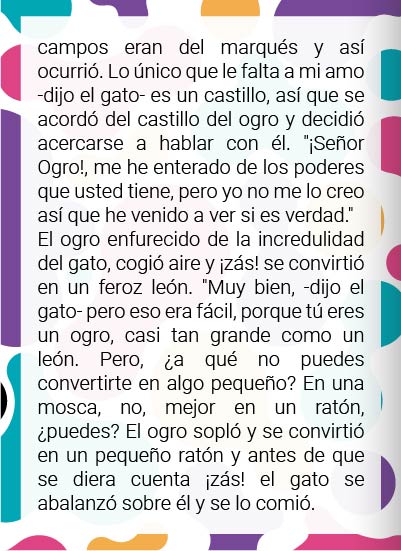 campos eran del marqués y así
ocurrió. Lo único que le falta a mi amo
-dijo el gato- es un castillo, así que se
acordó del castillo del ogro y decidió
acercarse a hablar con él. "¡Señor
Ogro!, me he enterado de los poderes
que usted tiene, pero yo no me lo creo
así que he venido a ver si es verdad."
El ogro enfurecido de la incredulidad
del gato, cogió aire y ¡zás! se convirtió
en un feroz león. "Muy bien, -dijo el
gato- pero eso era fácil, porque tú eres
un ogro, casi tan grande como un
león. Pero, ¿a qué no puedes
convertirte en algo pequeño? En una
mosca, no, mejor en un ratón,
¿puedes? El ogro sopló y se convirtió
en un pequeño ratón y antes de que
se diera cuenta ¡zás! el gato se
abalanzó sobre él y se lo comió.